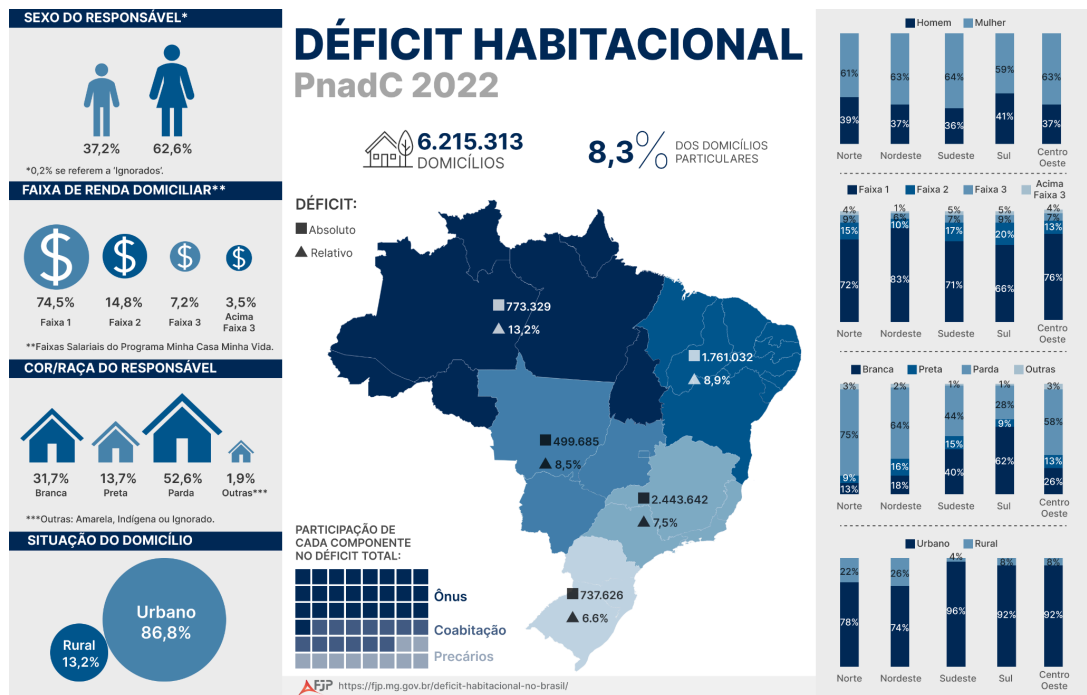 SEXO DO RESPONSÁVEL*
37,2%
62,6%
*0,2% se referem a 'Ignorados'.
FAIXA DE RENDA DOMICILIAR**
74,5%
14,8%
7,2%
3,5%
Faixa 1
Faixa 2
Faixa 3
Acima
Faixa 3
**Faixas Salariais do Programa Minha Casa Minha Vida.
COR/RAÇA DO RESPONSÁVEL
31,7%
13,7%
52,6%
1,9%
Branca
Preta
Parda
Outras***
***Outras: Amarela, Indígena ou Ignorado.
SITUAÇÃO DO DOMICÍLIO
Urbano
86,8%
Rural
13,2%
DÉFICIT HABITACIONAL
PnadC 2022
6.215.313
DOMICÍLIOS
8,3%
DOS DOMICÍLIOS
PARTICULARES
DÉFICIT:
Absoluto
Relativo
773.329
13,2%
1.761.032
8,9%
499.685
8,5%
2.443.642
7,5%
737.626
6.6%
PARTICIPAÇÃO DE
CADA COMPONENTE
NO DÉFICIT TOTAL:
Ônus
Coabitação
Precários
FJP
https://fjp.mg.gov.br/deficit-habitacional-no-brasil/
Homem Mulher
61% 63% 64% 59% 63%
39% 37% 36% 41% 37%
Norte Nordeste Sudeste Sul Centro
Oeste
Faixa 1 Faixa 2 Faixa 3 Acima
Faixa 3
4% 1% 5% 5% 4%
9% 6% 7% 9% 7%
15% 10% 17% 20% 13%
72% 83% 71% 66% 76%
Norte Nordeste Sudeste Sul Centro
Oeste
Branca Preta Parda Outras
3% 2% 1% 1% 3%
75% 64% 44% 28% 58%
9% 16% 15% 9% 13%
13% 18% 40% 62% 26%
Norte Nordeste Sudeste Sul Centro
Oeste
Urbano Rural
22% 26% 4% 8% 8%
78% 74% 96% 92% 92%
Norte Nordeste Sudeste Sul Centro
Oeste